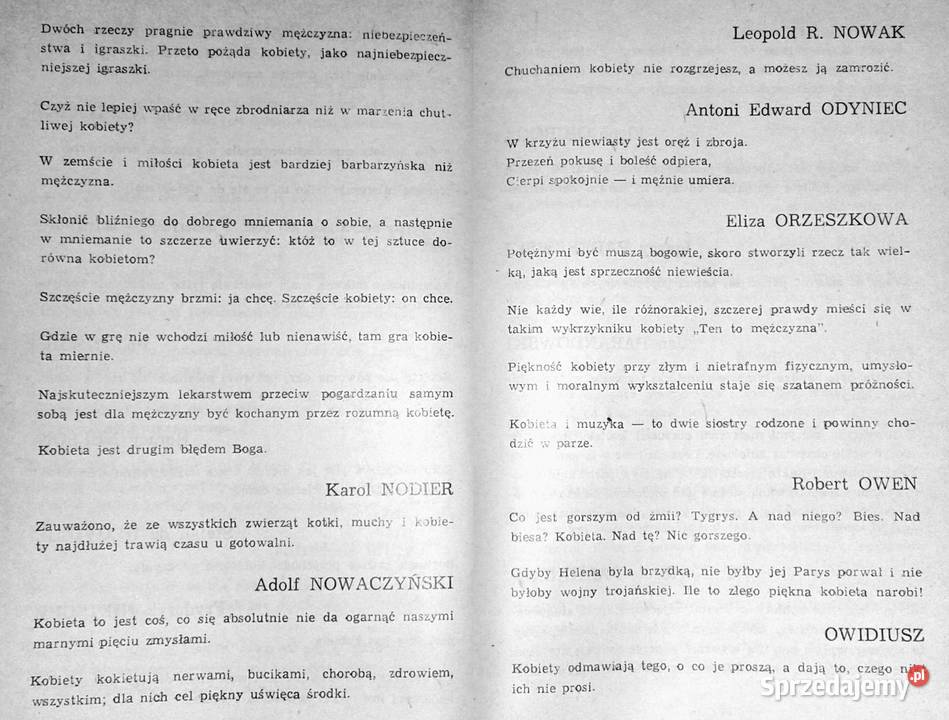 Dwóch rzeczy pragnie prawdziwy mężczyzna: niebezpieczeń-
stwa i igraszki. Przeto pożąda kobiety, jako najniebezpiecz-
niejszej igraszki.
Czyż nie lepiej wpaść w ręce zbrodniarza niż w marzenia chut-
liwej kobiety?
W zemście i miłości kobieta jest bardziej barbarzyńska niż
mężczyzna.
Skłonić bliźniego do dobrego mniemania o sobie, a następnie
w mniemanie to szczerze uwierzyć: któż to w tej sztuce do-
równa kobietom?
Szczęście mężczyzny brzmi: ja chcę. Szczęście kobiety: on chce.
Gdzie w grę nie wchodzi miłość lub nienawiść, tam gra kobie-
ta miernie.
Najskuteczniejszym lekarstwem przeciw pogardzaniu samym
sobą jest dla mężczyzny być kochanym przez rozumną kobietę.
Kobieta jest drugim błędem Boga.
Karol NODIER
Zauważono, że ze wszystkich zwierząt kotki, muchy i kobie-
ty najdłużej trawią czasu u gotowalni.
Adolf NOWACZYŃSKI
Kobieta to jest coś, co się absolutnie nie da ogarnąć naszymi
marnymi pięciu zmysłami.
Kobiety kokietują nerwami, bucikami, chorobą, zdrowiem,
wszystkim; dla nich cel piękny uświęca środki.
Leopold R. NOWAK
Chuchaniem kobiety nie rozgrzejesz, a możesz ją zamrozić.
Antoni Edward ODYNIEC
W krzyżu niewiasty jest oręż i zbroja.
Przezeń pokusę i boleść odpiera,
Cierpi spokojnie — i mężnie umiera.
Eliza ORZESZKOWA
Potężnymi być muszą bogowie, skoro stworzyli rzecz tak wiel-
ką, jaką jest sprzeczność niewieścia.
Nie każdy wie, ile różnorakiej, szczerej prawdy mieści się w
takim wykrzykniku kobiety „Ten to mężczyzna".
Piękność kobiety przy złym i nietrafnym fizycznym, umysło-
wym i moralnym wykształceniu staje się szatanem próżności.
Kobieta i muzyka — to dwie siostry rodzone i powinny cho-
dzić w parze.
Robert OWEN
Co jest gorszym od żmii? Tygrys. A nad niego? Bies. Nad
biesa? Kobieta. Nad tę? Nic gorszego.
Gdyby Helena była brzydką, nie byłby jej Parys porwał i nie
byłoby wojny trojańskiej. Ile to złego piękna kobieta narobi!
OWIDIUSZ
Kobiety odmawiają tego, o co je proszą, a dają to, czego nikt
ich nie prosi.
Sprzedajemy.pl